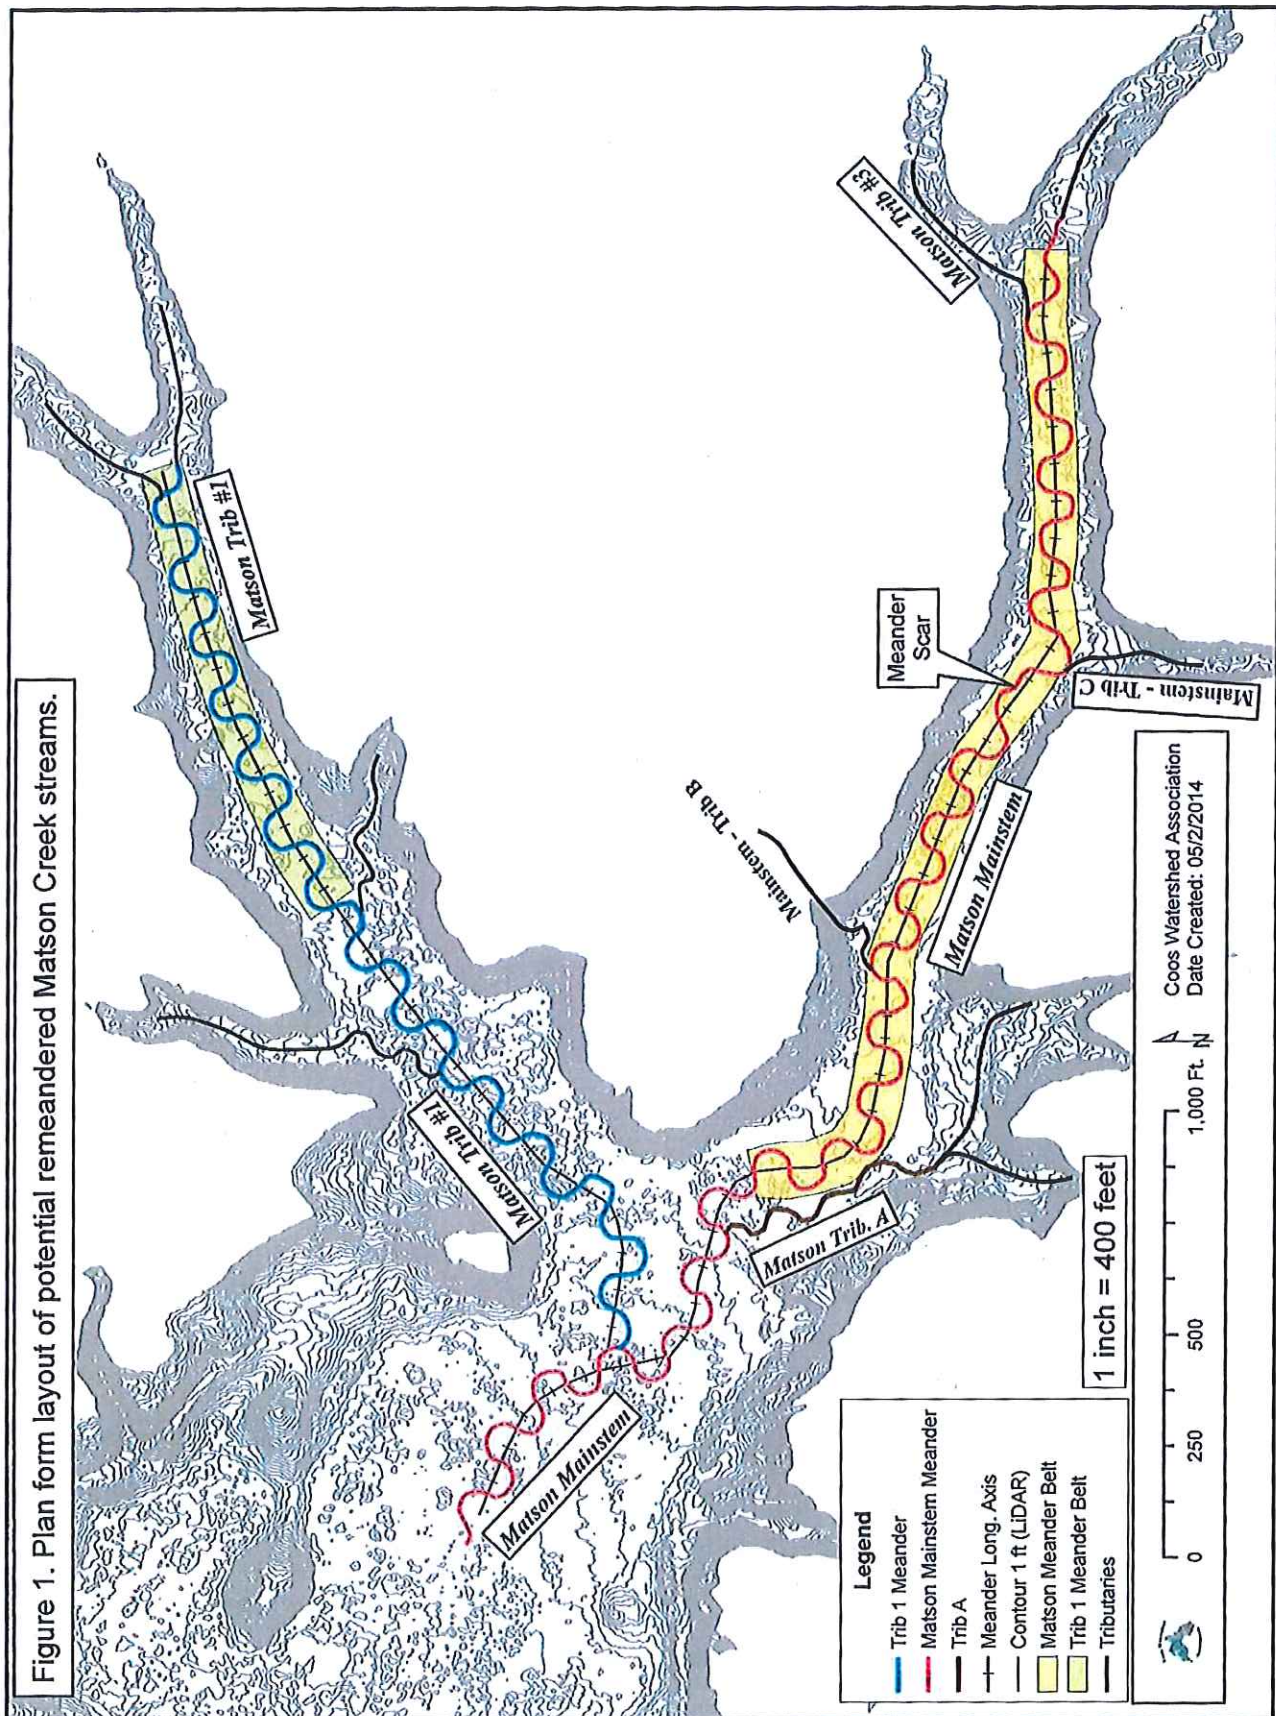 Figure 1. Plan form layout of potential remeandered Matson Creek streams.
Matson Trib #1
Matson Trib #3
Matson Trib #1
Meander
Scar
Mainstem - Trib B
Mainstem - Trib C
Matson Mainstem
Matson Trib. A
Matson Mainstem
Legend
Trib 1 Meander
Matson Mainstem Meander
Trib A
Meander Long. Axis
Contour 1 ft (LiDAR)
Matson Meander Belt
Trib 1 Meander Belt
Tributaries
1 inch = 400 feet
0 250 500 1,000 Ft.
N
Coos Watershed Association
Date Created: 05/2/2014